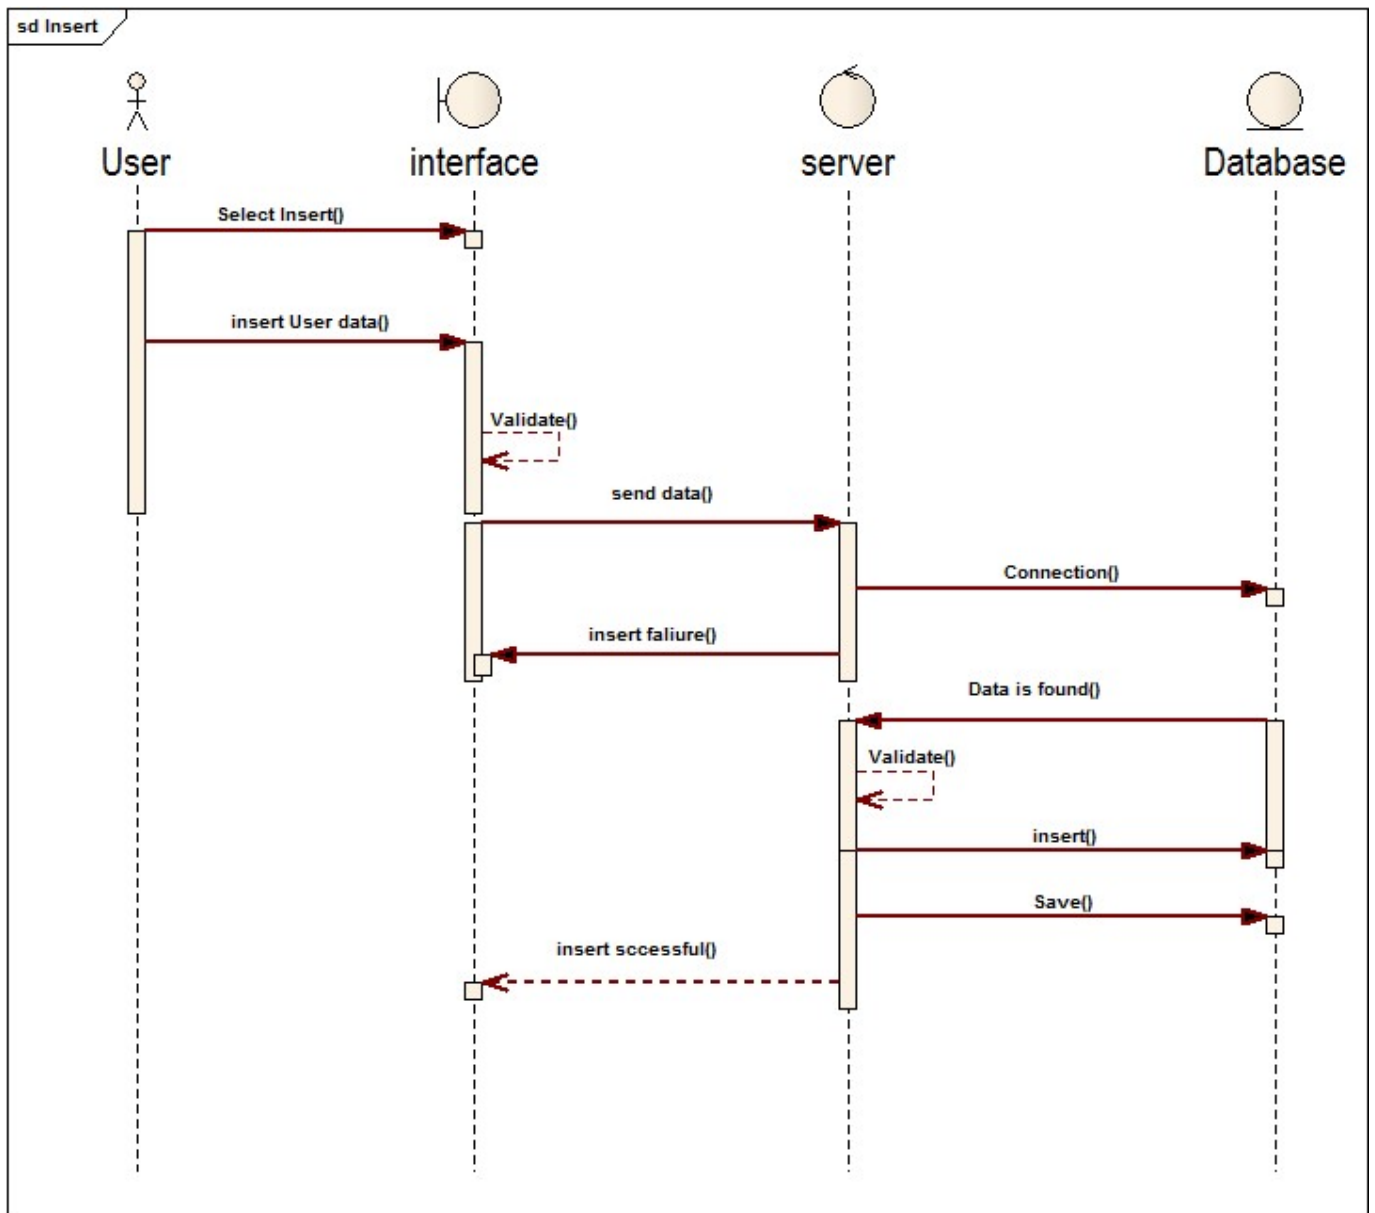 sd Insert
User
interface
server
Database
Select Insert()
insert User data()
Validate()
send data()
Connection()
insert faliure()
Data is found()
Validate()
insert()
Save()
insert sccessful()